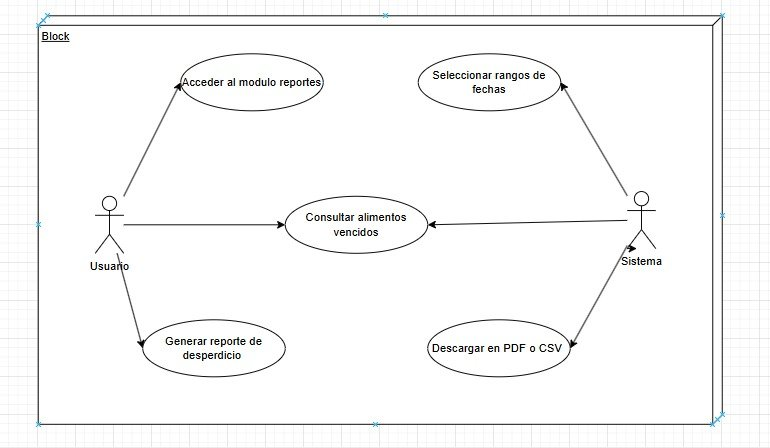 Block
Acceder al modulo reportes
Seleccionar rangos de
fechas
Consultar alimentos
vencidos
Usuario
Sistema
Generar reporte de
desperdicio
Descargar en PDF o CSV